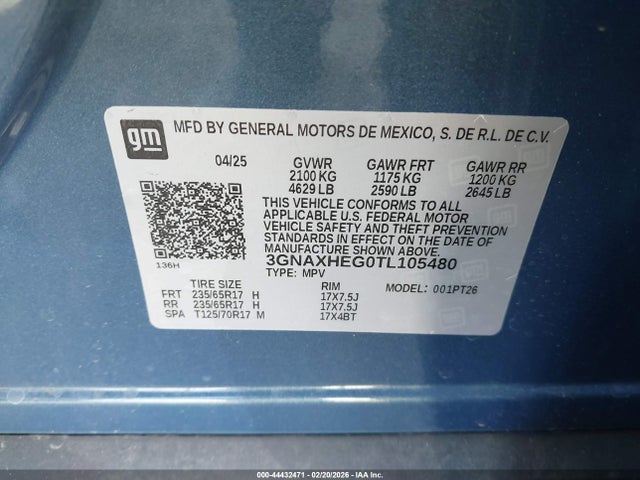 gm
MFD BY GENERAL MOTORS DE MEXICO, S. DE R.L. DE C.V.
04/25 GVWR GAWR FRT GAWR RR
2100 KG 1175 KG 1200 KG
4629 LB 2590 LB 2645 LB
THIS VEHICLE CONFORMS TO ALL
APPLICABLE U.S. FEDERAL MOTOR
VEHICLE SAFETY AND THEFT PREVENTION
STANDARDS IN EFFECT ON THE DATE OF
MANUFACTURE SHOWN ABOVE.
136H 3GNAXHEG0TL105480
TYPE: MPV
TIRE SIZE RIM MODEL: 001PT26
FRT 235/65R17 H 17X7.5J
RR 235/65R17 H 17X7.5J
SPA T125/70R17 M 17X4BT
000-44432471 - 02/20/2026 - IAA Inc.